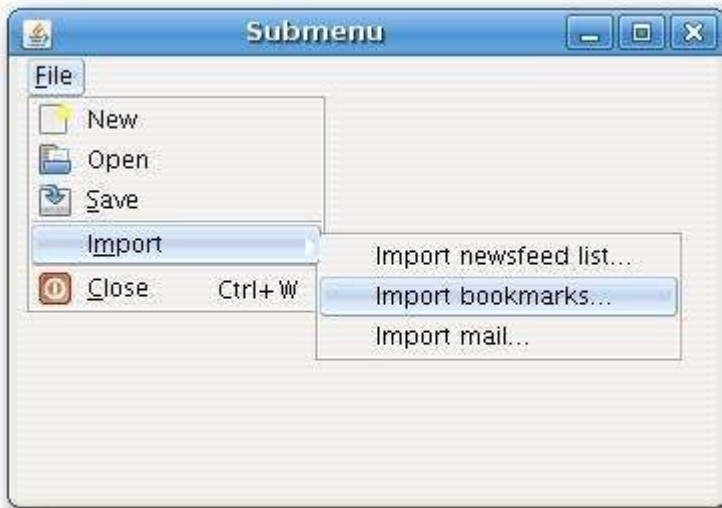 Submenu
File
New
Open
Save
Import
Close Ctrl+W
Import newsfeed list...
Import bookmarks...
Import mail...